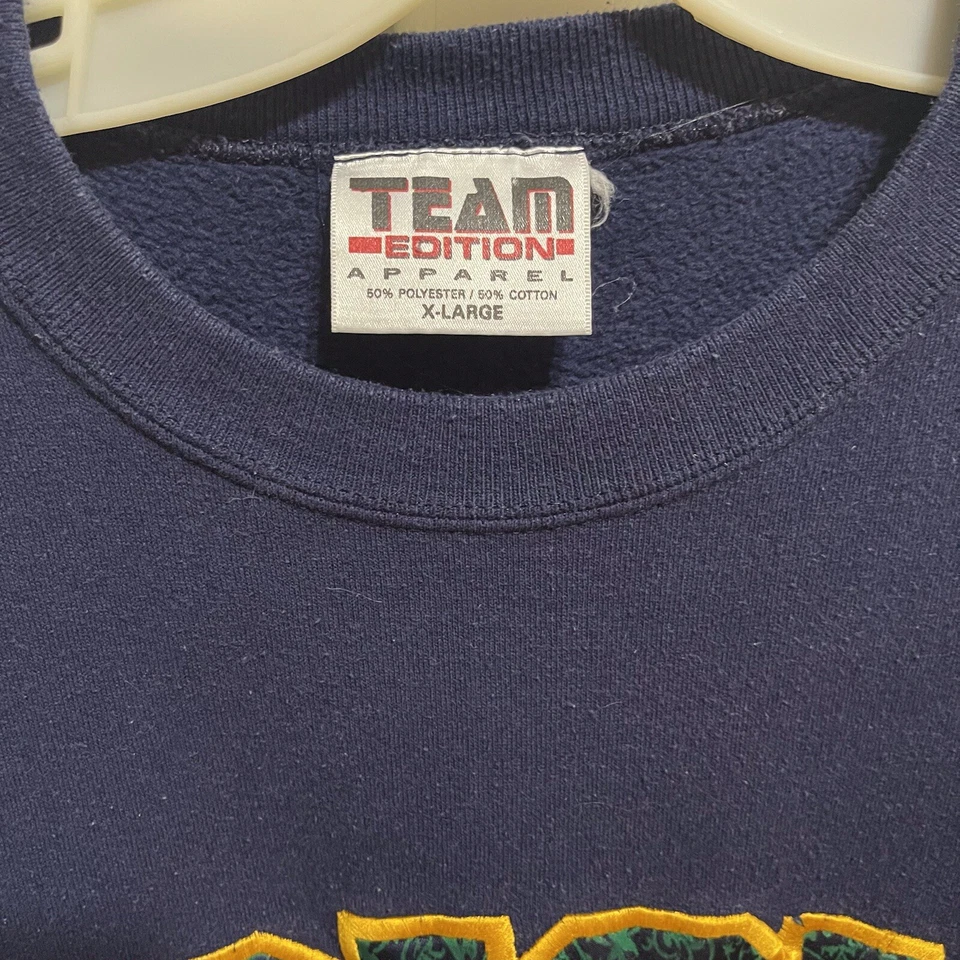 TEAM
EDITION
APPAREL
50% POLYESTER / 50% COTTON
X-LARGE